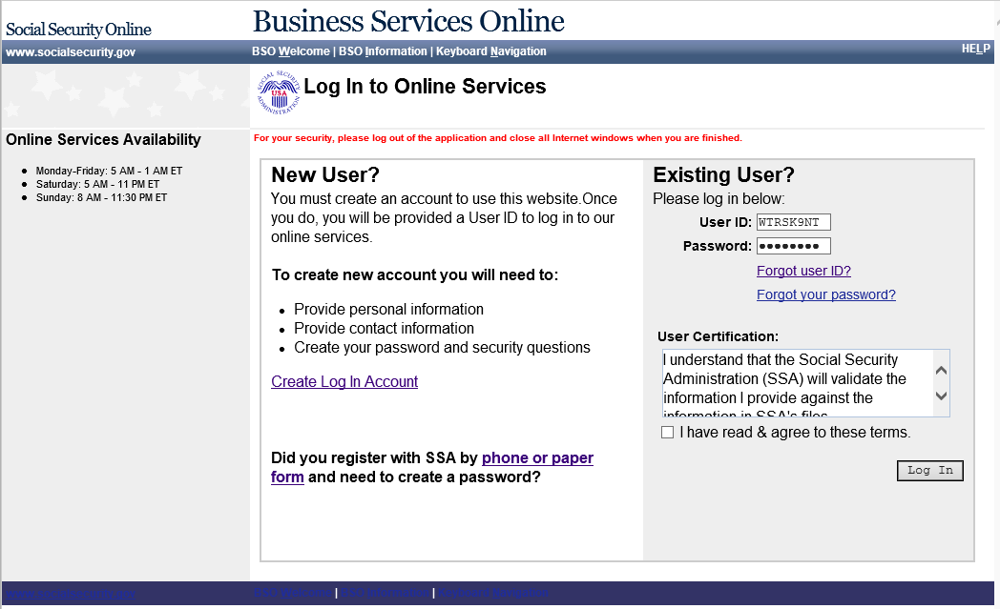 Social Security Online
Business Services Online
www.socialsecurity.gov
BSO Welcome | BSO Information | Keyboard Navigation
HELP
SOCIAL SECURITY ADMINISTRATION
USA
Log In to Online Services
Online Services Availability
Monday-Friday: 5 AM - 1 AM ET
Saturday: 5 AM - 11 PM ET
Sunday: 8 AM - 11:30 PM ET
For your security, please log out of the application and close all Internet windows when you are finished.
New User?
You must create an account to use this website.Once
you do, you will be provided a User ID to log in to our
online services.
To create new account you will need to:
Provide personal information
Provide contact information
Create your password and security questions
Create Log In Account
Did you register with SSA by phone or paper
form and need to create a password?
Existing User?
Please log in below:
User ID: WTRSK9NT
Password: ●●●●●●●●
Forgot user ID?
Forgot your password?
User Certification:
I understand that the Social Security
Administration (SSA) will validate the
information I provide against the
information in SSA's files.
I have read & agree to these terms.
Log In
www.socialsecurity.gov
BSO Welcome | BSO Information | Keyboard Navigation